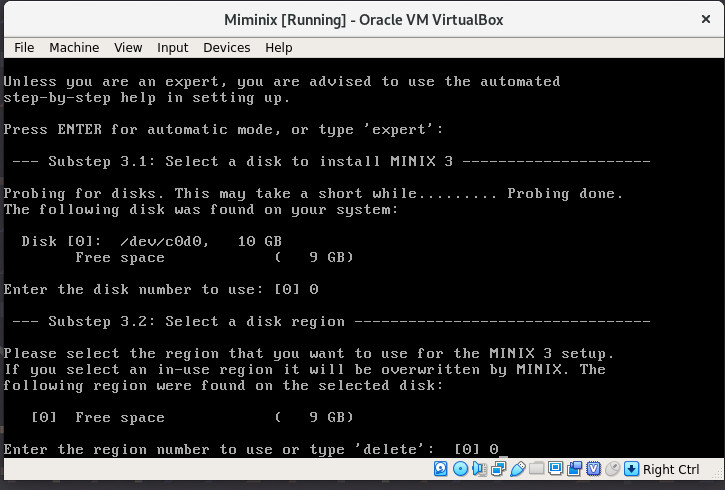 Miminix [Running] - Oracle VM VirtualBox
File Machine View Input Devices Help
Unless you are an expert, you are advised to use the automated
step-by-step help in setting up.
Press ENTER for automatic mode, or type 'expert':
--- Substep 3.1: Select a disk to install MINIX 3 ---------------------
Probing for disks. This may take a short while......... Probing done.
The following disk was found on your system:
Disk [0]: /dev/c0d0, 10 GB
Free space ( 9 GB)
Enter the disk number to use: [0] 0
--- Substep 3.2: Select a disk region ---------------------------------
Please select the region that you want to use for the MINIX 3 setup.
If you select an in-use region it will be overwritten by MINIX. The
following region were found on the selected disk:
[0] Free space ( 9 GB)
Enter the region number to use or type 'delete': [0] 0_
Right Ctrl